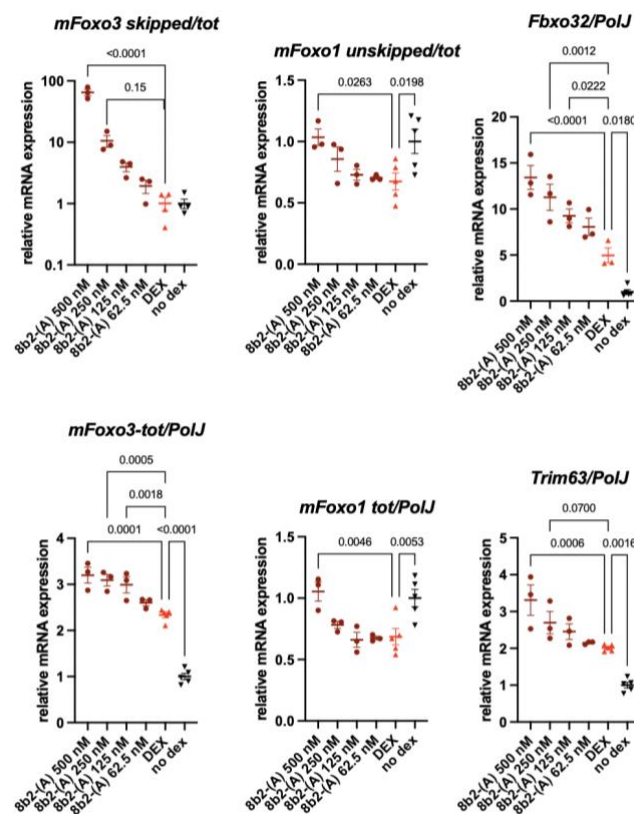 mFoxo3 skipped/tot
<0.0001
0.15
relative mRNA expression
100
10
1
0.1
8b2-(A) 500 nM
8b2-(A) 250 nM
8b2-(A) 125 nM
8b2-(A) 62.5 nM
DEX
no dex
mFoxo1 unskipped/tot
0.0263
0.0198
relative mRNA expression
1.5
1.0
0.5
0.0
8b2-(A) 500 nM
8b2-(A) 250 nM
8b2-(A) 125 nM
8b2-(A) 62.5 nM
DEX
no dex
Fbxo32/PolJ
0.0012
0.0222
<0.0001
0.0180
relative mRNA expression
20
15
10
5
0
8b2-(A) 500 nM
8b2-(A) 250 nM
8b2-(A) 125 nM
8b2-(A) 62.5 nM
DEX
no dex
mFoxo3-tot/PolJ
0.0005
0.0018
0.0001
<0.0001
relative mRNA expression
4
3
2
1
0
8b2-(A) 500 nM
8b2-(A) 250 nM
8b2-(A) 125 nM
8b2-(A) 62.5 nM
DEX
no dex
mFoxo1 tot/PolJ
0.0046
0.0053
relative mRNA expression
1.5
1.0
0.5
0.0
8b2-(A) 500 nM
8b2-(A) 250 nM
8b2-(A) 125 nM
8b2-(A) 62.5 nM
DEX
no dex
Trim63/PolJ
0.0700
0.0006
0.0016
relative mRNA expression
5
4
3
2
1
0
8b2-(A) 500 nM
8b2-(A) 250 nM
8b2-(A) 125 nM
8b2-(A) 62.5 nM
DEX
no dex